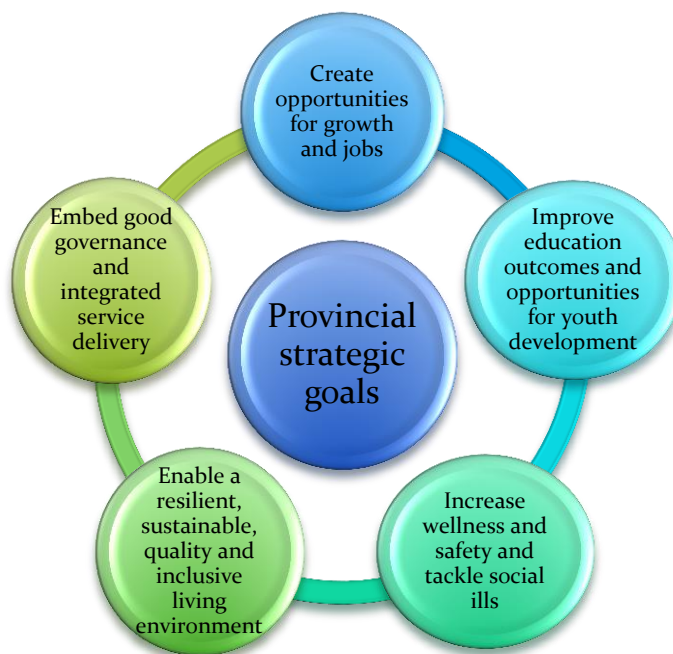 Create
opportunities
for growth
and jobs
Improve
education
outcomes and
opportunities
for youth
development
Increase
wellness and
safety and
tackle social
ills
Enable a
resilient,
sustainable,
quality and
inclusive
living
environment
Embed good
governance
and
integrated
service
delivery
Provincial
strategic
goals